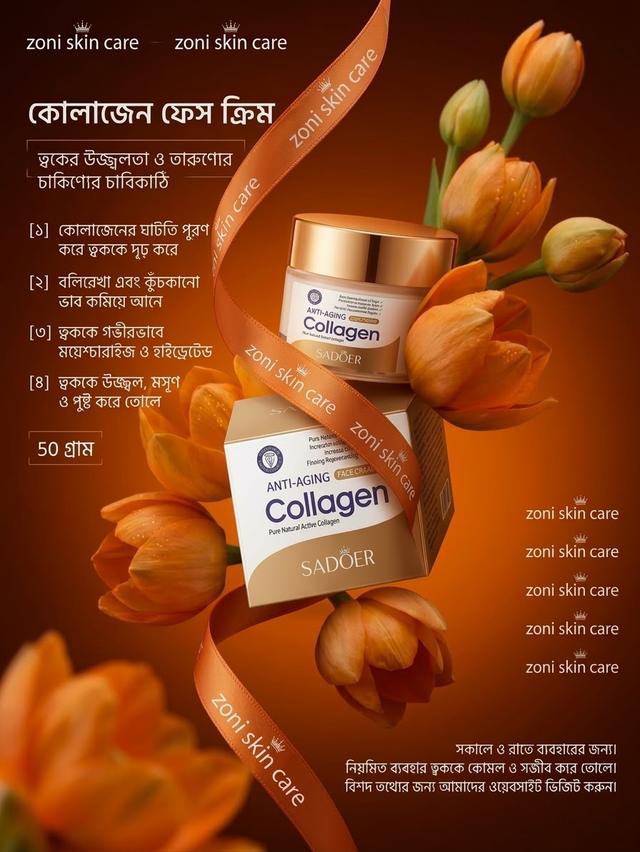 zoni skin care zoni skin care
কোলাজেন ফেস ক্রিম
ত্বকের উজ্জ্বলতা ও তারুণ্যের
চাকিণ্যের চাবিকাঠি
[১] কোলাজেনের ঘাটতি পুরণ
করে ত্বককে দৃঢ় করে
[২] বলিরেখা এবং কুঁচকানো
ভাব কমিয়ে আনে
[৩] ত্বককে গভীরভাবে
ময়েশ্চারাইজ ও হাইড্রেটেড
[৪] ত্বককে উজ্জ্বল, মসৃণ
ও পুষ্ট করে তোলে
50 গ্রাম
zoni skin care
zoni skin care
ANTI-AGING
Collagen
SADOER
zoni skin care
zoni skin care
ANTI-AGING FACE CREAM
Collagen
Pure Natural Active Collagen
SADOER
zoni skin care
zoni skin care
zoni skin care
zoni skin care
zoni skin care
zoni skin care
সকালে ও রাতে ব্যবহারের জন্য।
নিয়মিত ব্যবহার ত্বককে কোমল ও সজীব করে তোলে।
বিশদ তথ্যের জন্য আমাদের ওয়েবসাইট ভিজিট করুন।